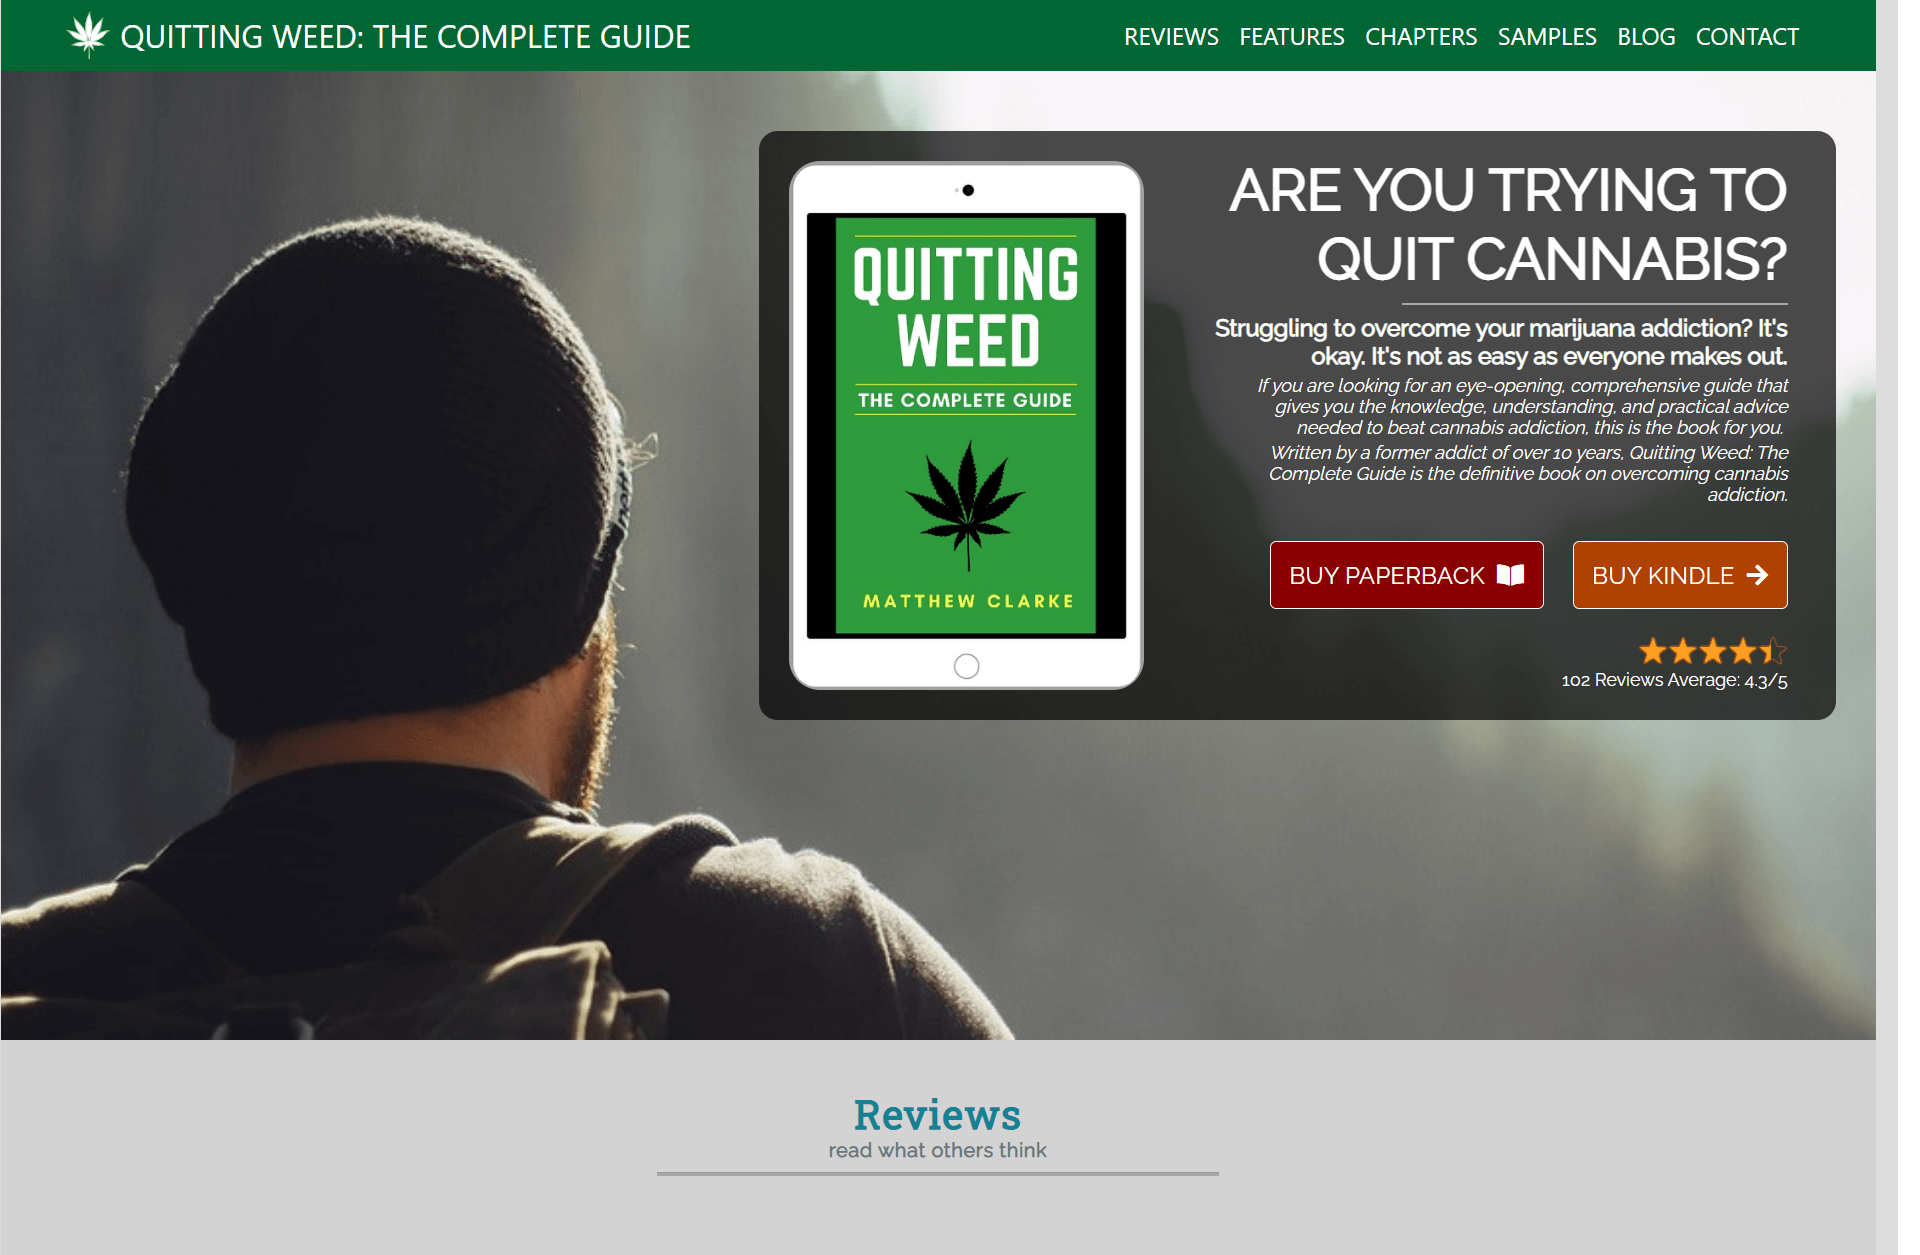 QUITTING WEED: THE COMPLETE GUIDE
REVIEWS FEATURES CHAPTERS SAMPLES BLOG CONTACT
QUITTING
WEED
THE COMPLETE GUIDE
MATTHEW CLARKE
ARE YOU TRYING TO
QUIT CANNABIS?
Struggling to overcome your marijuana addiction? It's
okay. It's not as easy as everyone makes out.
If you are looking for an eye-opening, comprehensive guide that
gives you the knowledge, understanding, and practical advice
needed to beat cannabis addiction, this is the book for you.
Written by a former addict of over 10 years, Quitting Weed: The
Complete Guide is the definitive book on overcoming cannabis
addiction.
BUY PAPERBACK
BUY KINDLE
102 Reviews Average: 4.3/5
Reviews
read what others think